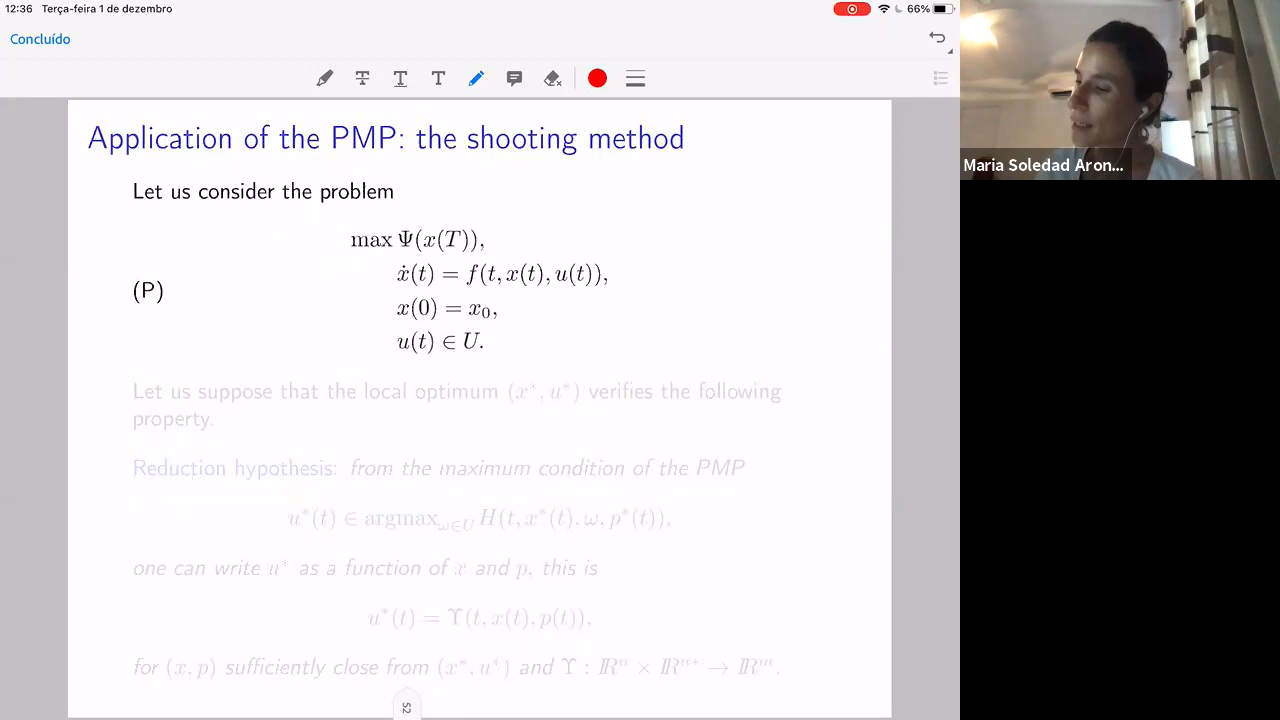 12:36 Terça-feira 1 de dezembro
66%
Concluído
Application of the PMP: the shooting method
Let us consider the problem
max Ψ(x(T)),
ẋ(t) = f(t, x(t), u(t)),
(P)
x(0) = x₀,
u(t) ∈ U.
Let us suppose that the local optimum (x*, u*) verifies the following
property.
Reduction hypothesis: from the maximum condition of the PMP
u*(t) ∈ argmax_{ω∈U} H(t, x*(t), ω, p*(t)),
one can write u* as a function of x and p, this is
u*(t) = Υ(t, x(t), p(t)),
for (x, p) sufficiently close from (x*, u*) and Υ : ℝⁿ × ℝⁿ* → ℝᵐ.
52
Maria Soledad Aron...